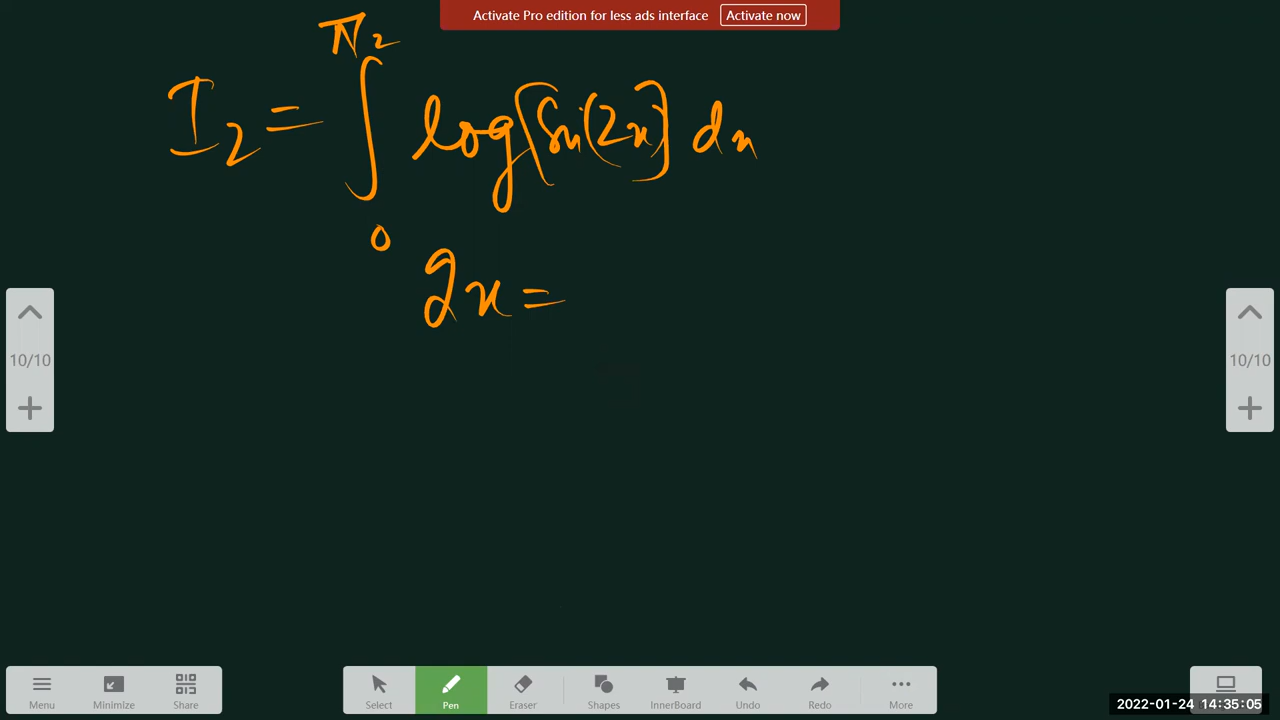 Activate Pro edition for less ads interface Activate now
π/2
I₂ = ∫ log[sin(2x)] dx
0
2x =
10/10
10/10
Menu Minimize Share Select Pen Eraser Shapes InnerBoard Undo Redo More
2022-01-24 14:35:05